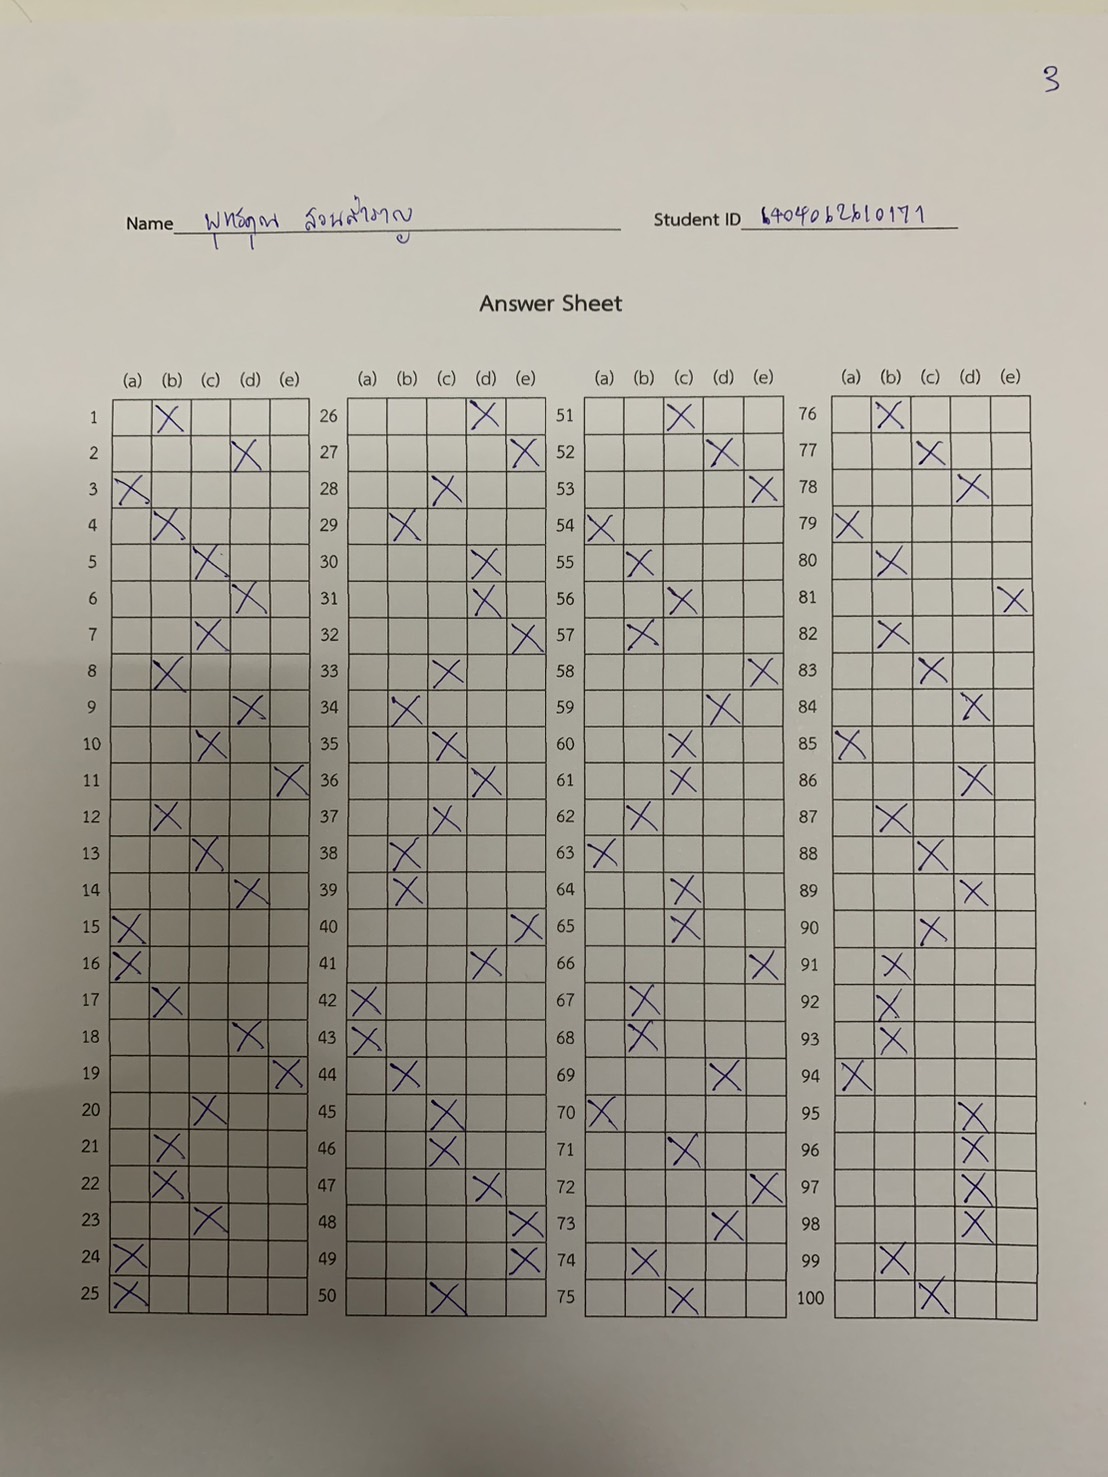 3
Name พุทธคุณ สวนสำราญ Student ID 6404062610171
Answer Sheet
(a) (b) (c) (d) (e) (a) (b) (c) (d) (e) (a) (b) (c) (d) (e) (a) (b) (c) (d) (e)
1 26 51 76
2 27 52 77
3 28 53 78
4 29 54 79
5 30 55 80
6 31 56 81
7 32 57 82
8 33 58 83
9 34 59 84
10 35 60 85
11 36 61 86
12 37 62 87
13 38 63 88
14 39 64 89
15 40 65 90
16 41 66 91
17 42 67 92
18 43 68 93
19 44 69 94
20 45 70 95
21 46 71 96
22 47 72 97
23 48 73 98
24 49 74 99
25 50 75 100